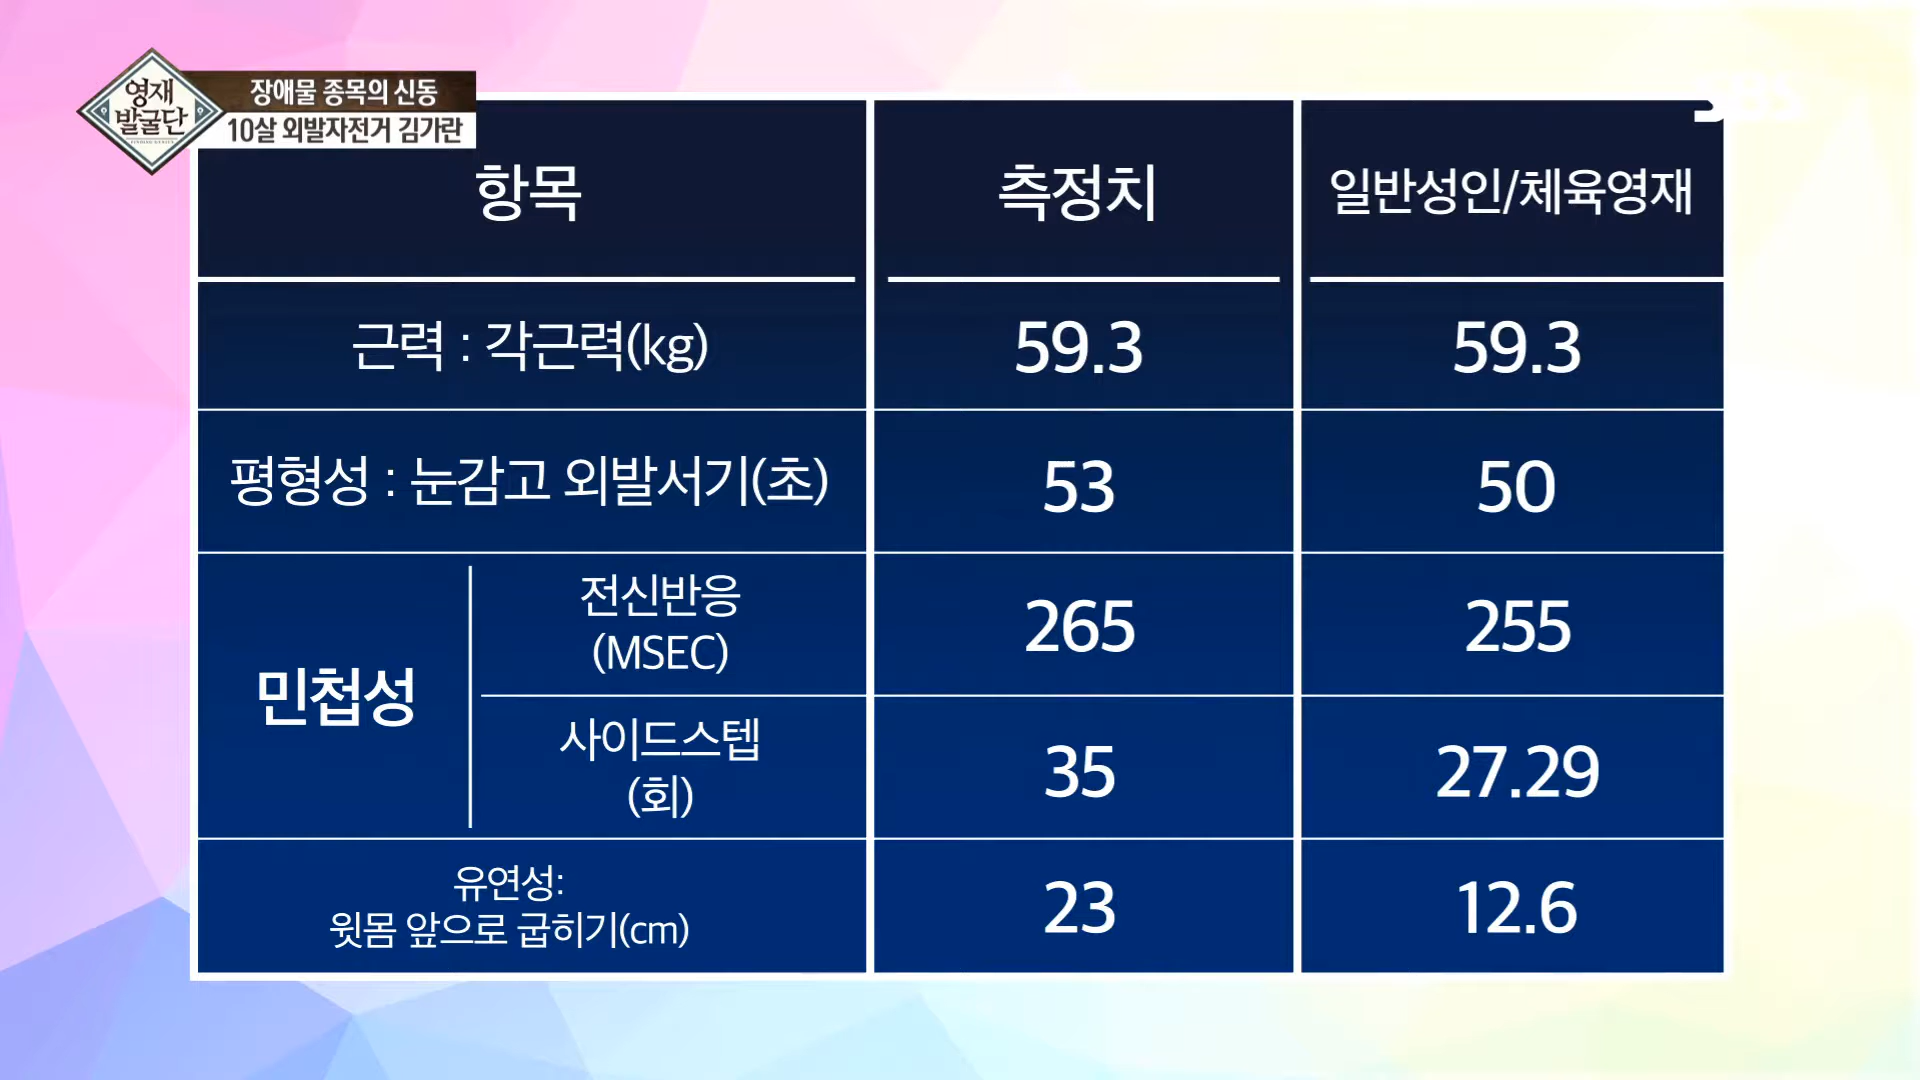 영재
발굴단
장애물 종목의 신동
10살 외발자전거 김가란
SBS
항목 측정치 일반성인/체육영재
근력 : 각근력(kg) 59.3 59.3
평형성 : 눈감고 외발서기(초) 53 50
민첩성
전신반응
(MSEC) 265 255
사이드스텝
(회) 35 27.29
유연성:
윗몸 앞으로 굽히기(cm) 23 12.6